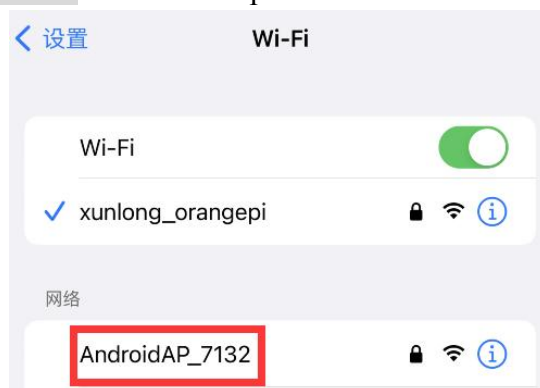 设置
Wi-Fi
Wi-Fi
xunlong_orangepi
网络
AndroidAP_7132